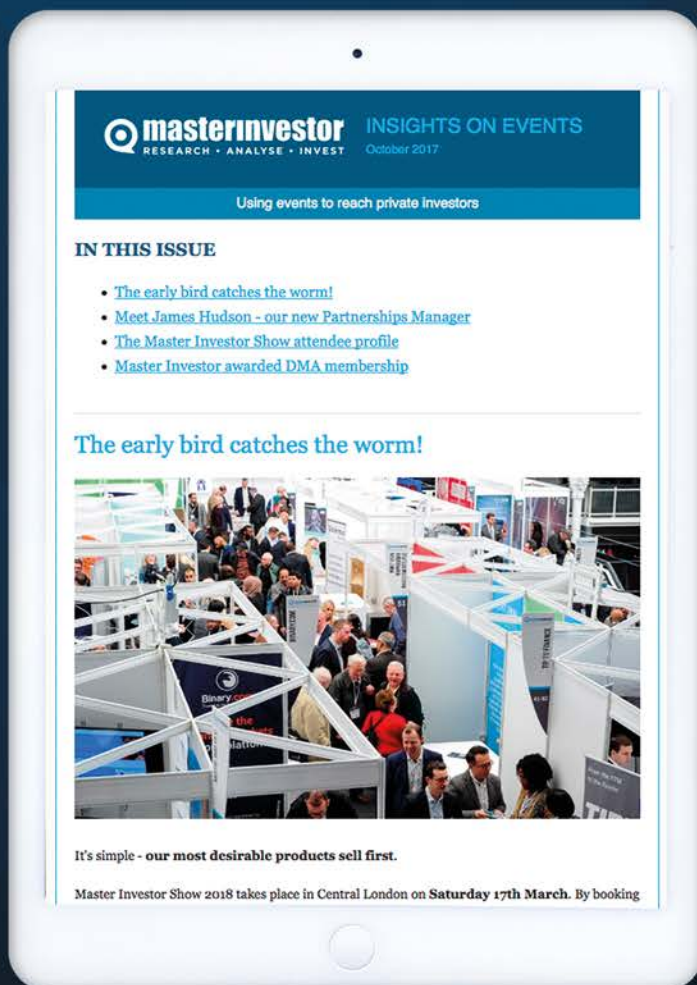 masterinvestor
RESEARCH • ANALYSE • INVEST
INSIGHTS ON EVENTS
October 2017
Using events to reach private investors
IN THIS ISSUE
• The early bird catches the worm!
• Meet James Hudson - our new Partnerships Manager
• The Master Investor Show attendee profile
• Master Investor awarded DMA membership
The early bird catches the worm!
Binary.com
the
It's simple - our most desirable products sell first.
Master Investor Show 2018 takes place in Central London on Saturday 17th March. By booking